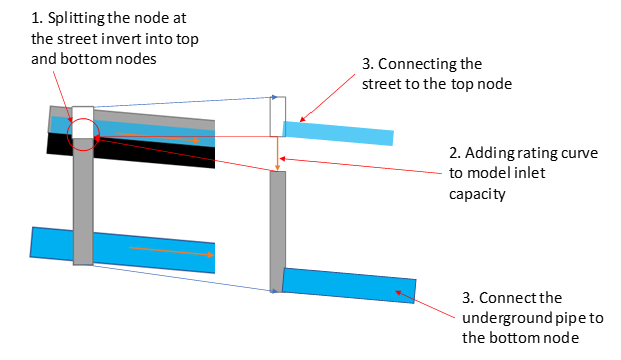 1. Splitting the node at
the street invert into top
and bottom nodes
3. Connecting the
street to the top node
2. Adding rating curve
to model inlet
capacity
3. Connect the
underground pipe to
the bottom node